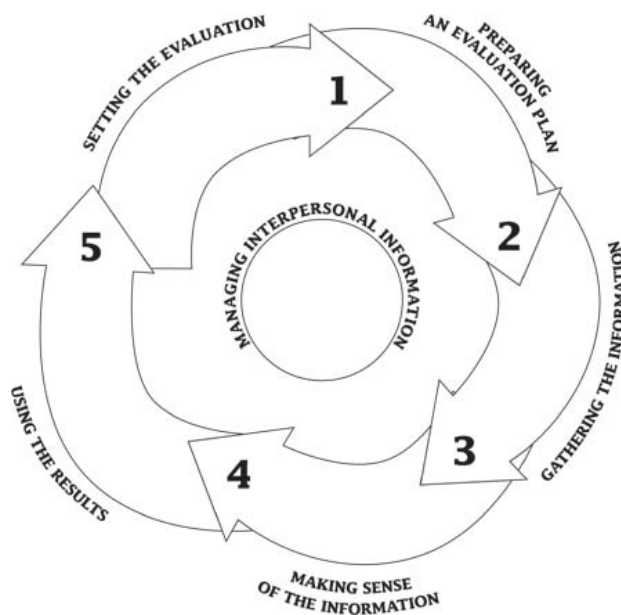 SETTING THE EVALUATION
1
PREPARING
AN EVALUATION PLAN
2
GATHERING THE INFORMATION
3
MAKING SENSE
OF THE INFORMATION
4
USING THE RESULTS
5
MANAGING INTERPERSONAL INFORMATION